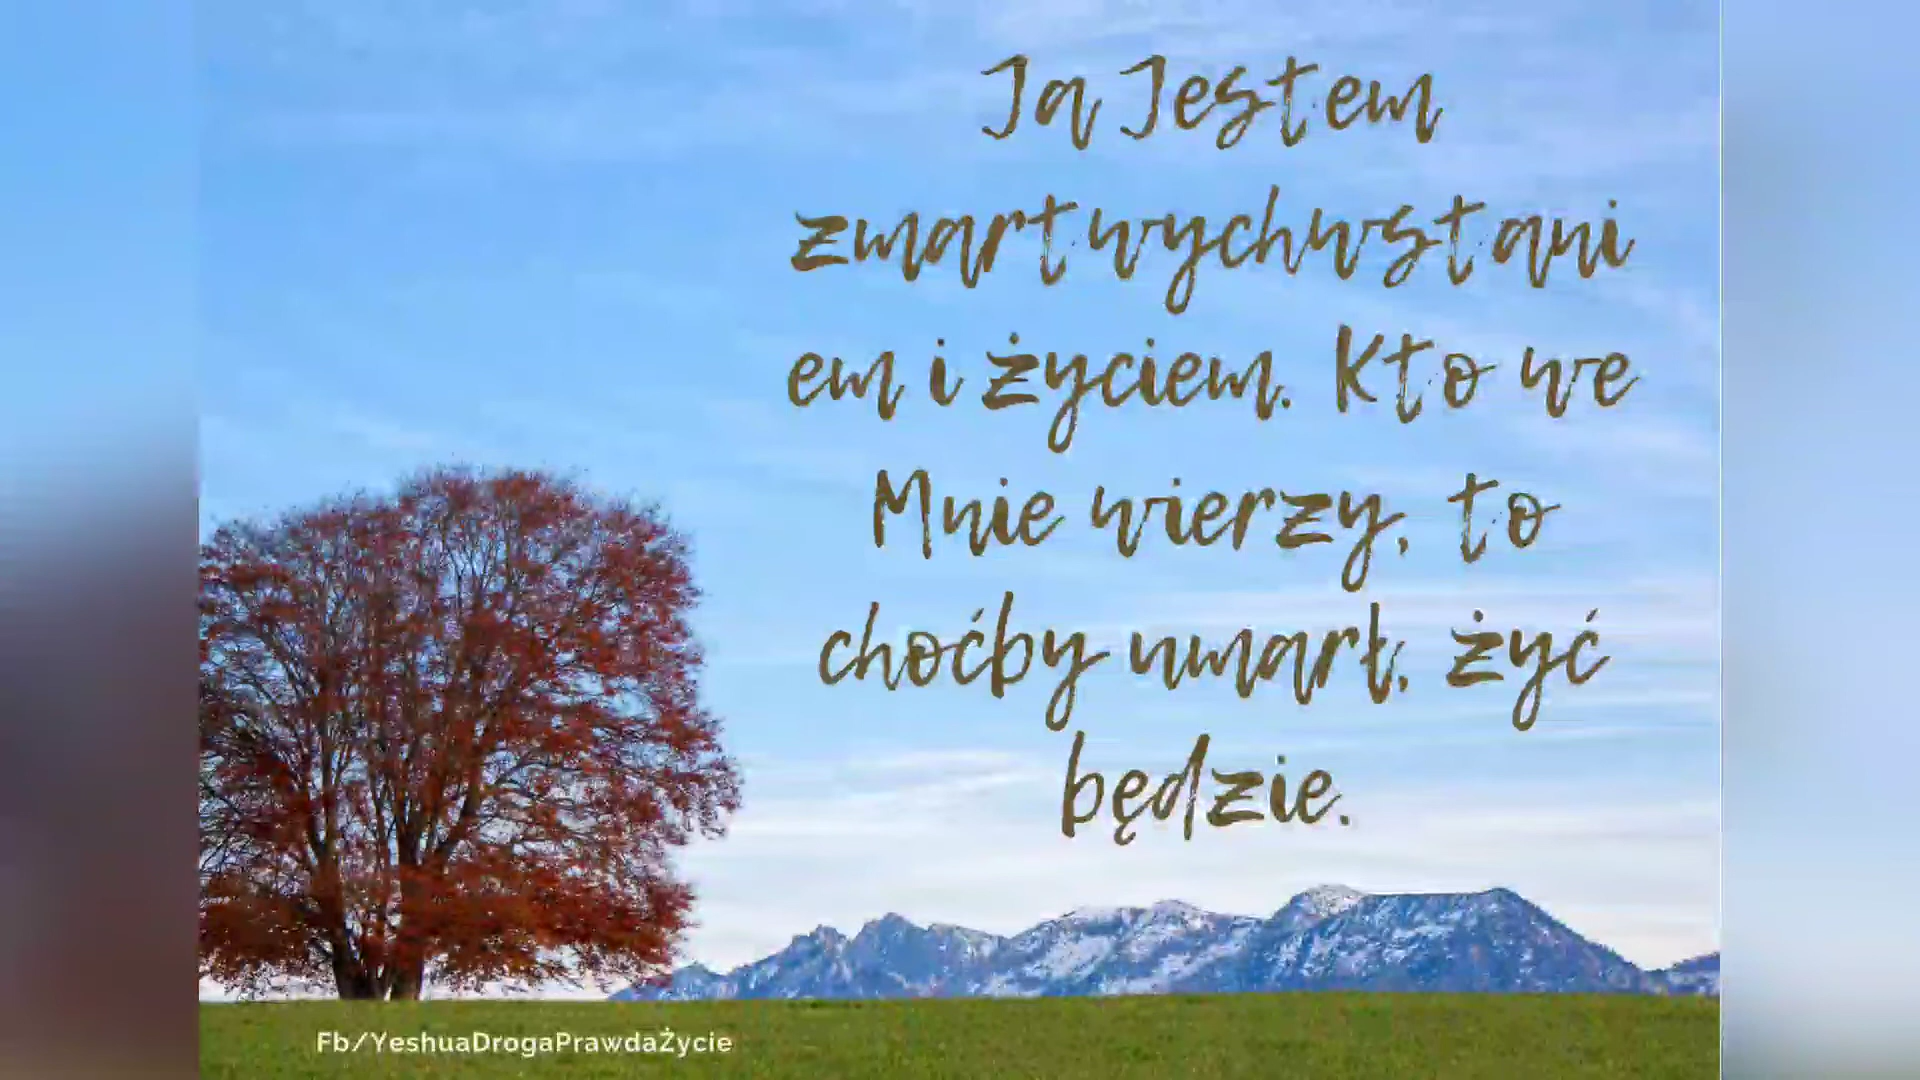 Ja Jestem
zmartwychwstani
em i życiem. Kto we
Mnie wierzy, to
choćby umarł, żyć
będzie.
Fb/YeshuaDrogaPrawdaŻycie